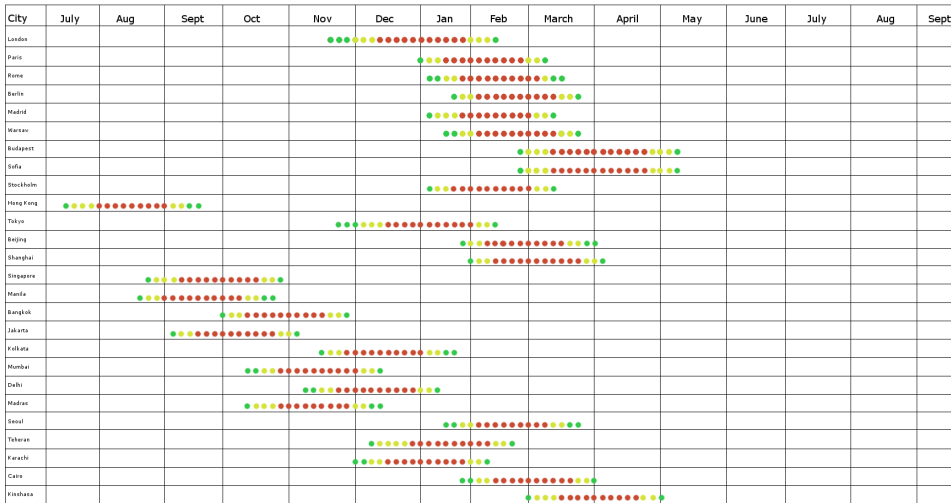 City July Aug Sept Oct Nov Dec Jan Feb March April May June July Aug Sept
London
Paris
Rome
Berlin
Madrid
Warsaw
Budapest
Sofia
Stockholm
Hong Kong
Tokyo
Beijing
Shanghai
Singapore
Manila
Bangkok
Jakarta
Kolkata
Mumbai
Delhi
Madras
Seoul
Teheran
Karachi
Cairo
Kinshasa